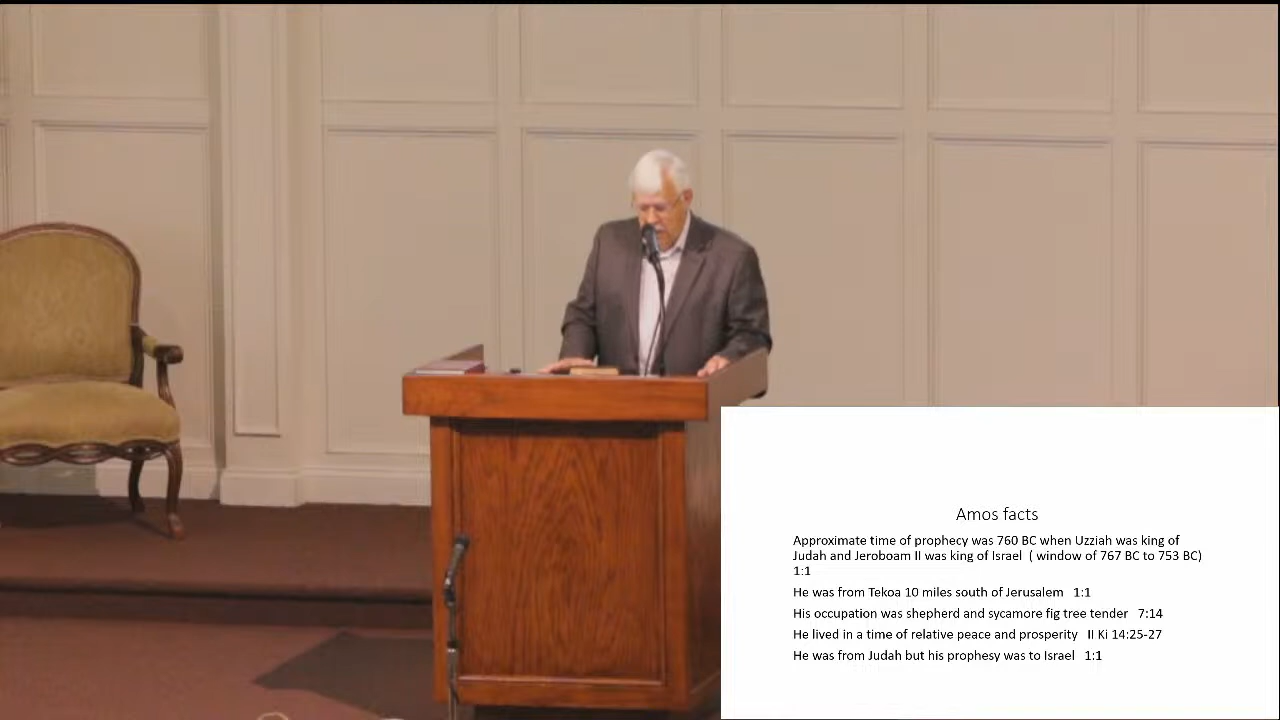 Amos facts
Approximate time of prophecy was 760 BC when Uzziah was king of
Judah and Jeroboam II was king of Israel ( window of 767 BC to 753 BC)
1:1
He was from Tekoa 10 miles south of Jerusalem 1:1
His occupation was shepherd and sycamore fig tree tender 7:14
He lived in a time of relative peace and prosperity II Ki 14:25-27
He was from Judah but his prophesy was to Israel 1:1